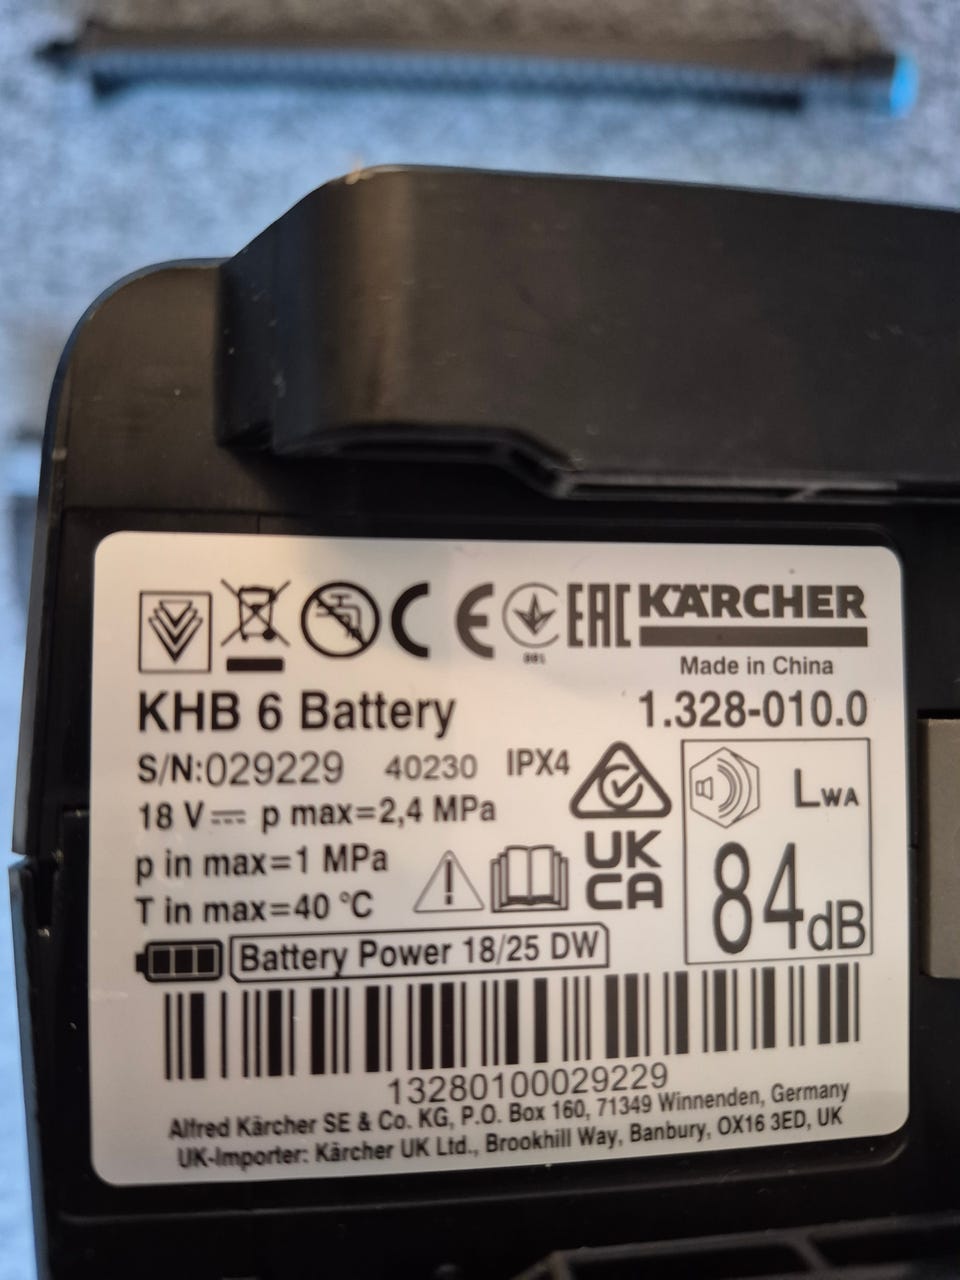 CE EAC KÄRCHER
001
Made in China
KHB 6 Battery 1.328-010.0
S/N:029229 40230 IPX4
18 V p max=2,4 MPa
LWA
p in max=1 MPa
UK
CA
T in max=40 °C
84dB
Battery Power 18/25 DW
13280100029229
Alfred Kärcher SE & Co. KG, P.O. Box 160, 71349 Winnenden, Germany
UK-Importer: Kärcher UK Ltd., Brookhill Way, Banbury, OX16 3ED, UK